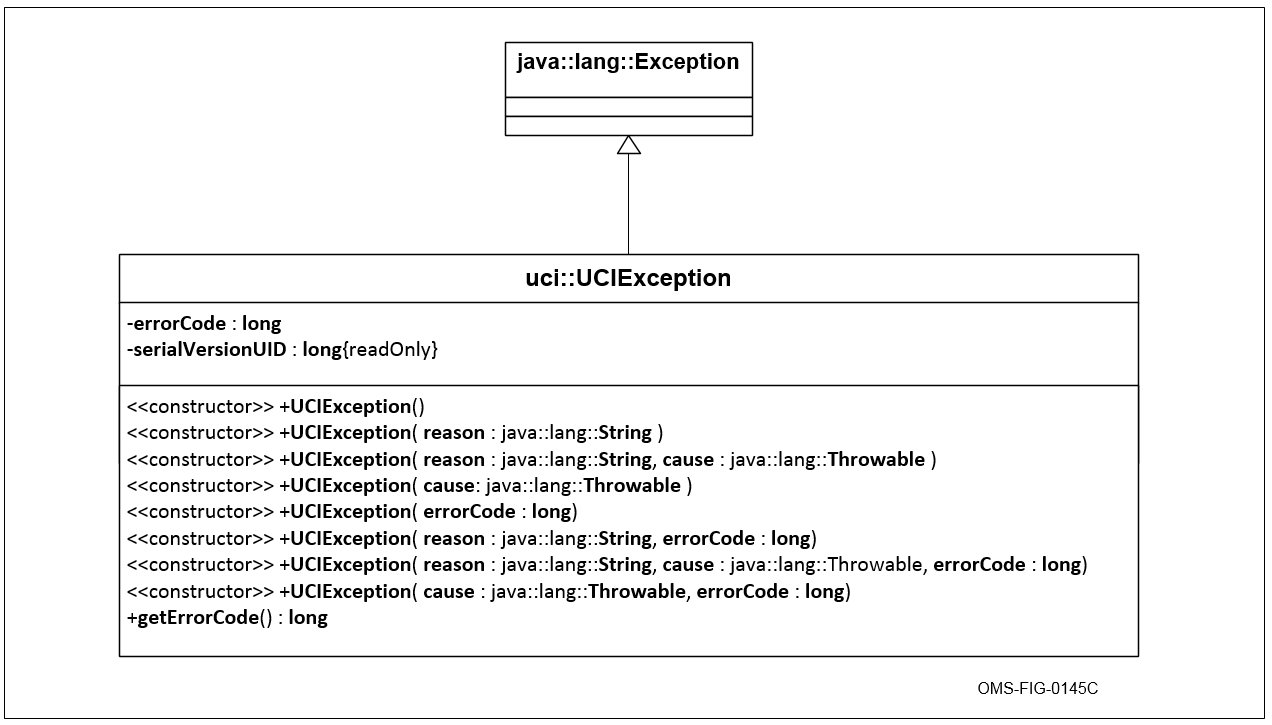 java::lang::Exception
uci::UCIException
-errorCode : long
-serialVersionUID : long{readOnly}
<<constructor>> +UCIException()
<<constructor>> +UCIException( reason : java::lang::String )
<<constructor>> +UCIException( reason : java::lang::String, cause : java::lang::Throwable )
<<constructor>> +UCIException( cause: java::lang::Throwable )
<<constructor>> +UCIException( errorCode : long)
<<constructor>> +UCIException( reason : java::lang::String, errorCode : long)
<<constructor>> +UCIException( reason : java::lang::String, cause : java::lang::Throwable, errorCode : long)
<<constructor>> +UCIException( cause : java::lang::Throwable, errorCode : long)
+getErrorCode() : long
OMS-FIG-0145C